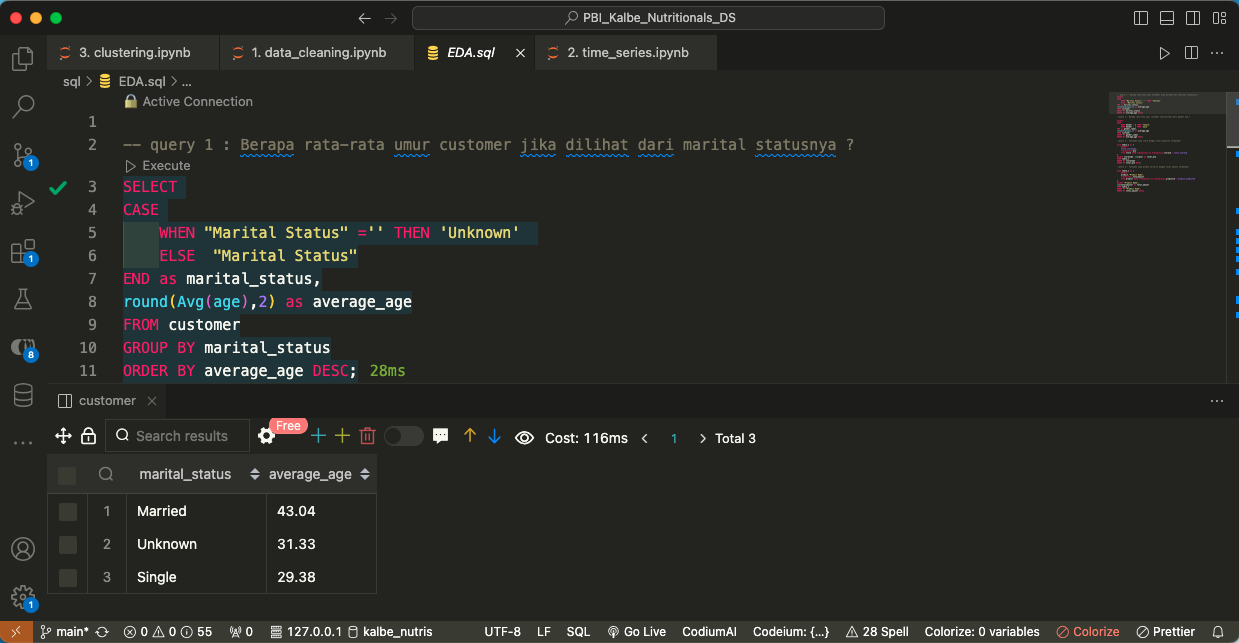 PBI_Kalbe_Nutritionals_DS
3. clustering.ipynb
1. data_cleaning.ipynb
EDA.sql
2. time_series.ipynb
sql > EDA.sql > ...
Active Connection
1
2 -- query 1 : Berapa rata-rata umur customer jika dilihat dari marital statusnya ?
Execute
3 SELECT
4 CASE
5 WHEN "Marital Status" ='' THEN 'Unknown'
6 ELSE  "Marital Status"
7 END as marital_status,
8 round(Avg(age),2) as average_age
9 FROM customer
10 GROUP BY marital_status
11 ORDER BY average_age DESC; 28ms
1
1
8
1
customer
Search results
Free
Cost: 116ms < 1 > Total 3
marital_status average_age
1 Married 43.04
2 Unknown 31.33
3 Single 29.38
main* 0 0 55 0 127.0.0.1 kalbe_nutris UTF-8 LF SQL Go Live CodiumAI Codeium: {...} 28 Spell Colorize: 0 variables Colorize Prettier